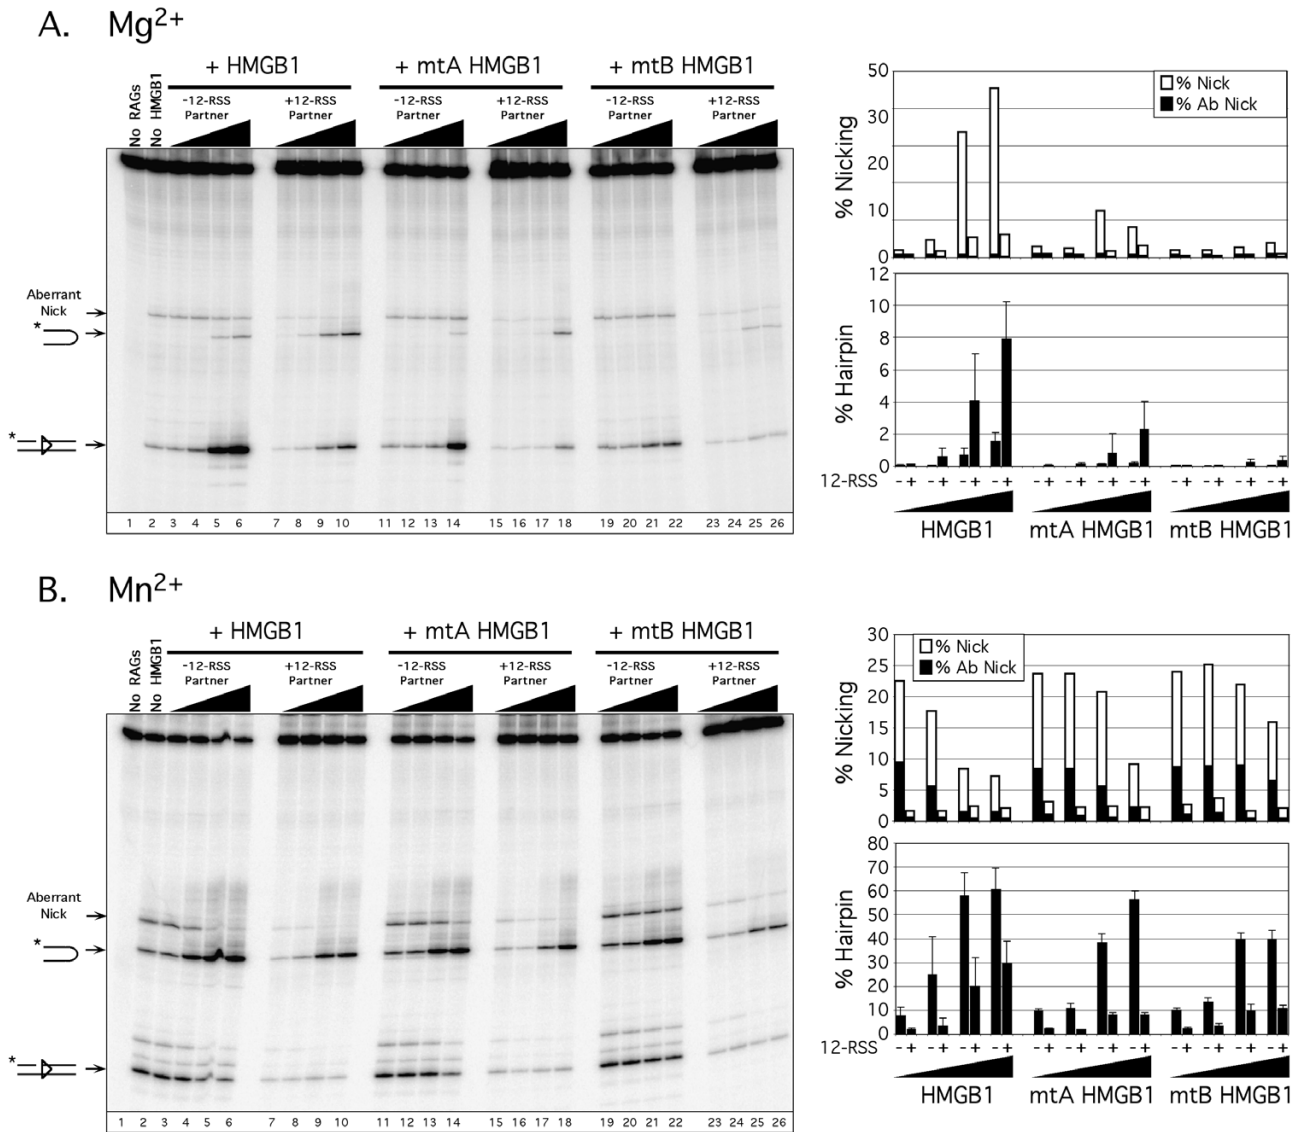 A. Mg2+
+ HMGB1
+ mtA HMGB1
+ mtB HMGB1
No RAGs
No HMGB1
-12-RSS Partner
+12-RSS Partner
-12-RSS Partner
+12-RSS Partner
-12-RSS Partner
+12-RSS Partner
Aberrant
Nick
*
*
1 2 3 4 5 6 7 8 9 10 11 12 13 14 15 16 17 18 19 20 21 22 23 24 25 26
% Nicking
50
30
20
10
0
% Nick
% Ab Nick
% Hairpin
12
10
8
6
4
2
0
12-RSS - + - + - + - + - + - + - + - + - + - + - + - +
HMGB1 mtA HMGB1 mtB HMGB1
B. Mn2+
+ HMGB1
+ mtA HMGB1
+ mtB HMGB1
No RAGs
No HMGB1
-12-RSS Partner
+12-RSS Partner
-12-RSS Partner
+12-RSS Partner
-12-RSS Partner
+12-RSS Partner
Aberrant
Nick
*
*
1 2 3 4 5 6 7 8 9 10 11 12 13 14 15 16 17 18 19 20 21 22 23 24 25 26
% Nicking
30
25
20
15
10
5
0
% Nick
% Ab Nick
% Hairpin
80
70
60
50
40
30
20
10
0
12-RSS - + - + - + - + - + - + - + - + - + - + - + - +
HMGB1 mtA HMGB1 mtB HMGB1